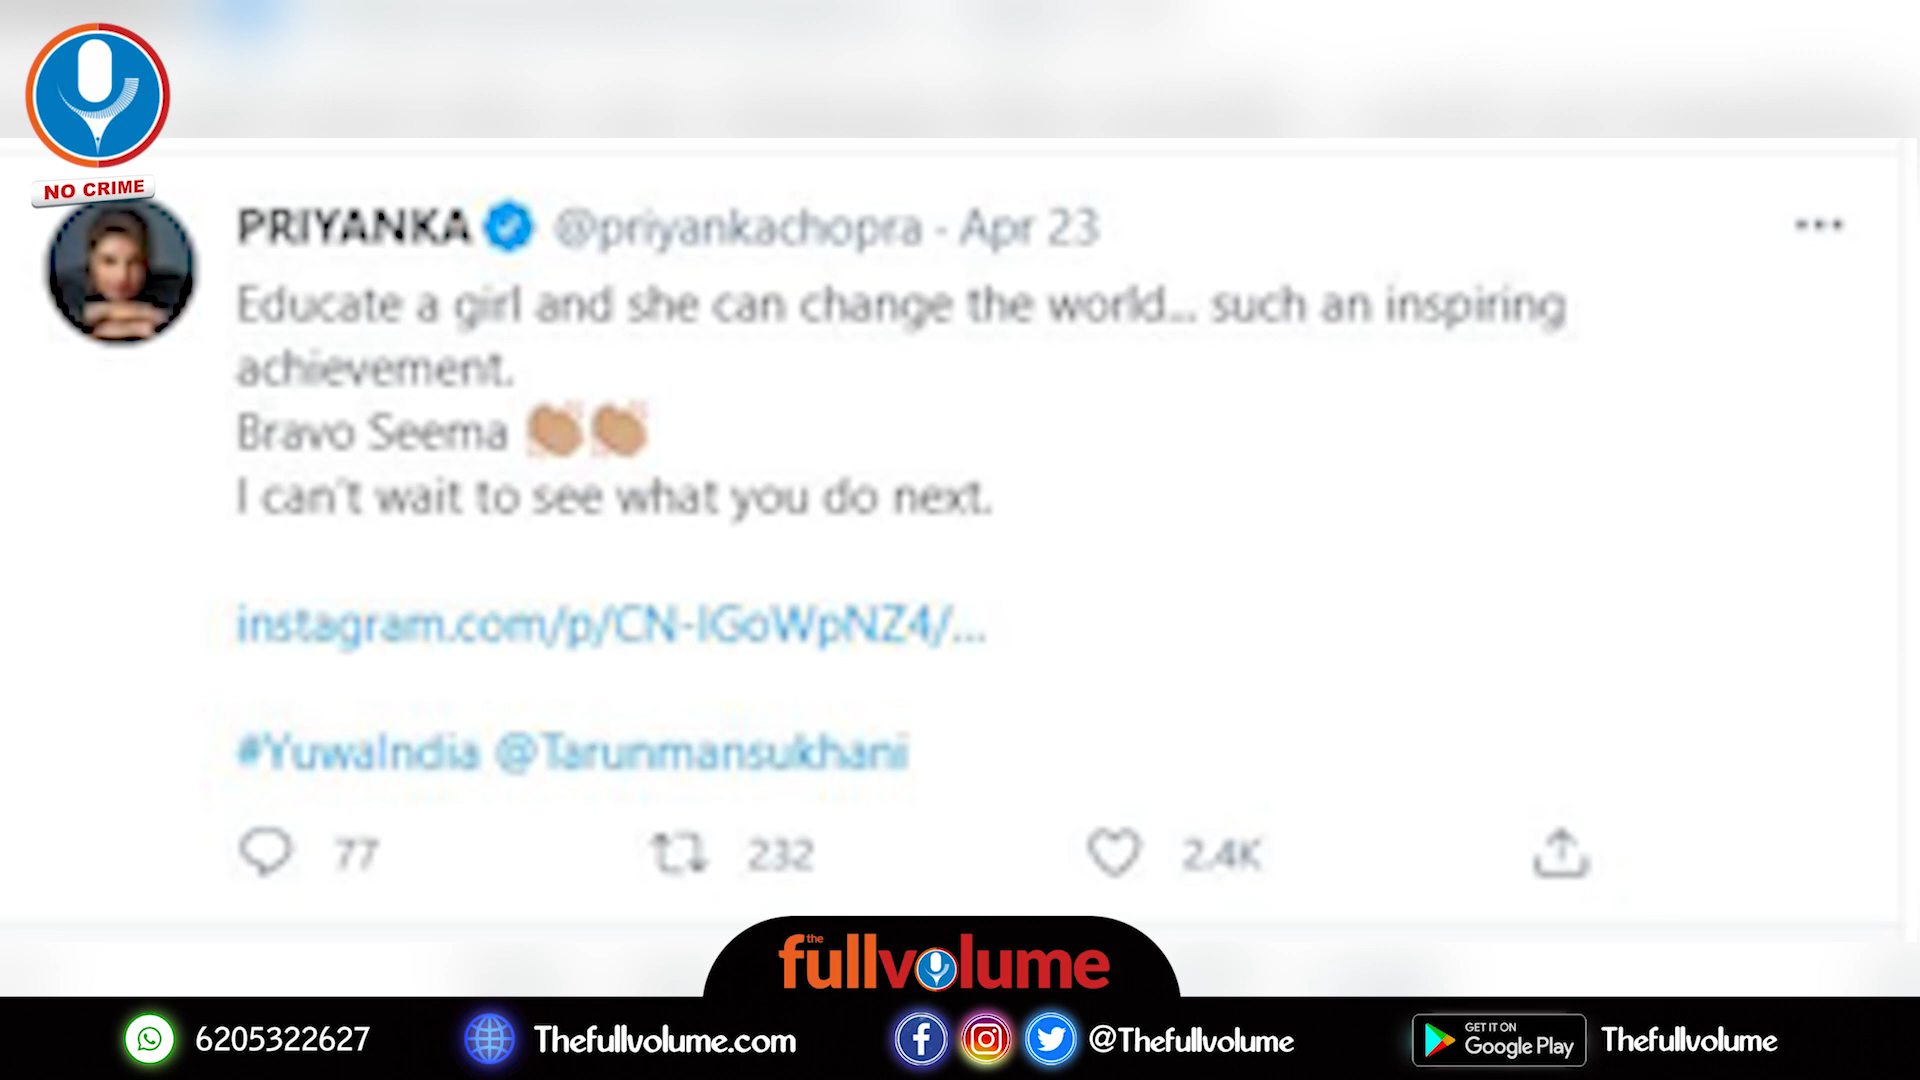 NO CRIME
PRIYANKA @priyankachopra - Apr 23
Educate a girl and she can change the world... such an inspiring
achievement.
Bravo Seema 👏🏽👏🏽
I can't wait to see what you do next.
instagram.com/p/CN-IGoWpNZ4/...
#YuwaIndia @Tarunmansukhani
77 232 2.4K
the
fullvolume
6205322627 Thefullvolume.com @Thefullvolume GET IT ON Google Play Thefullvolume